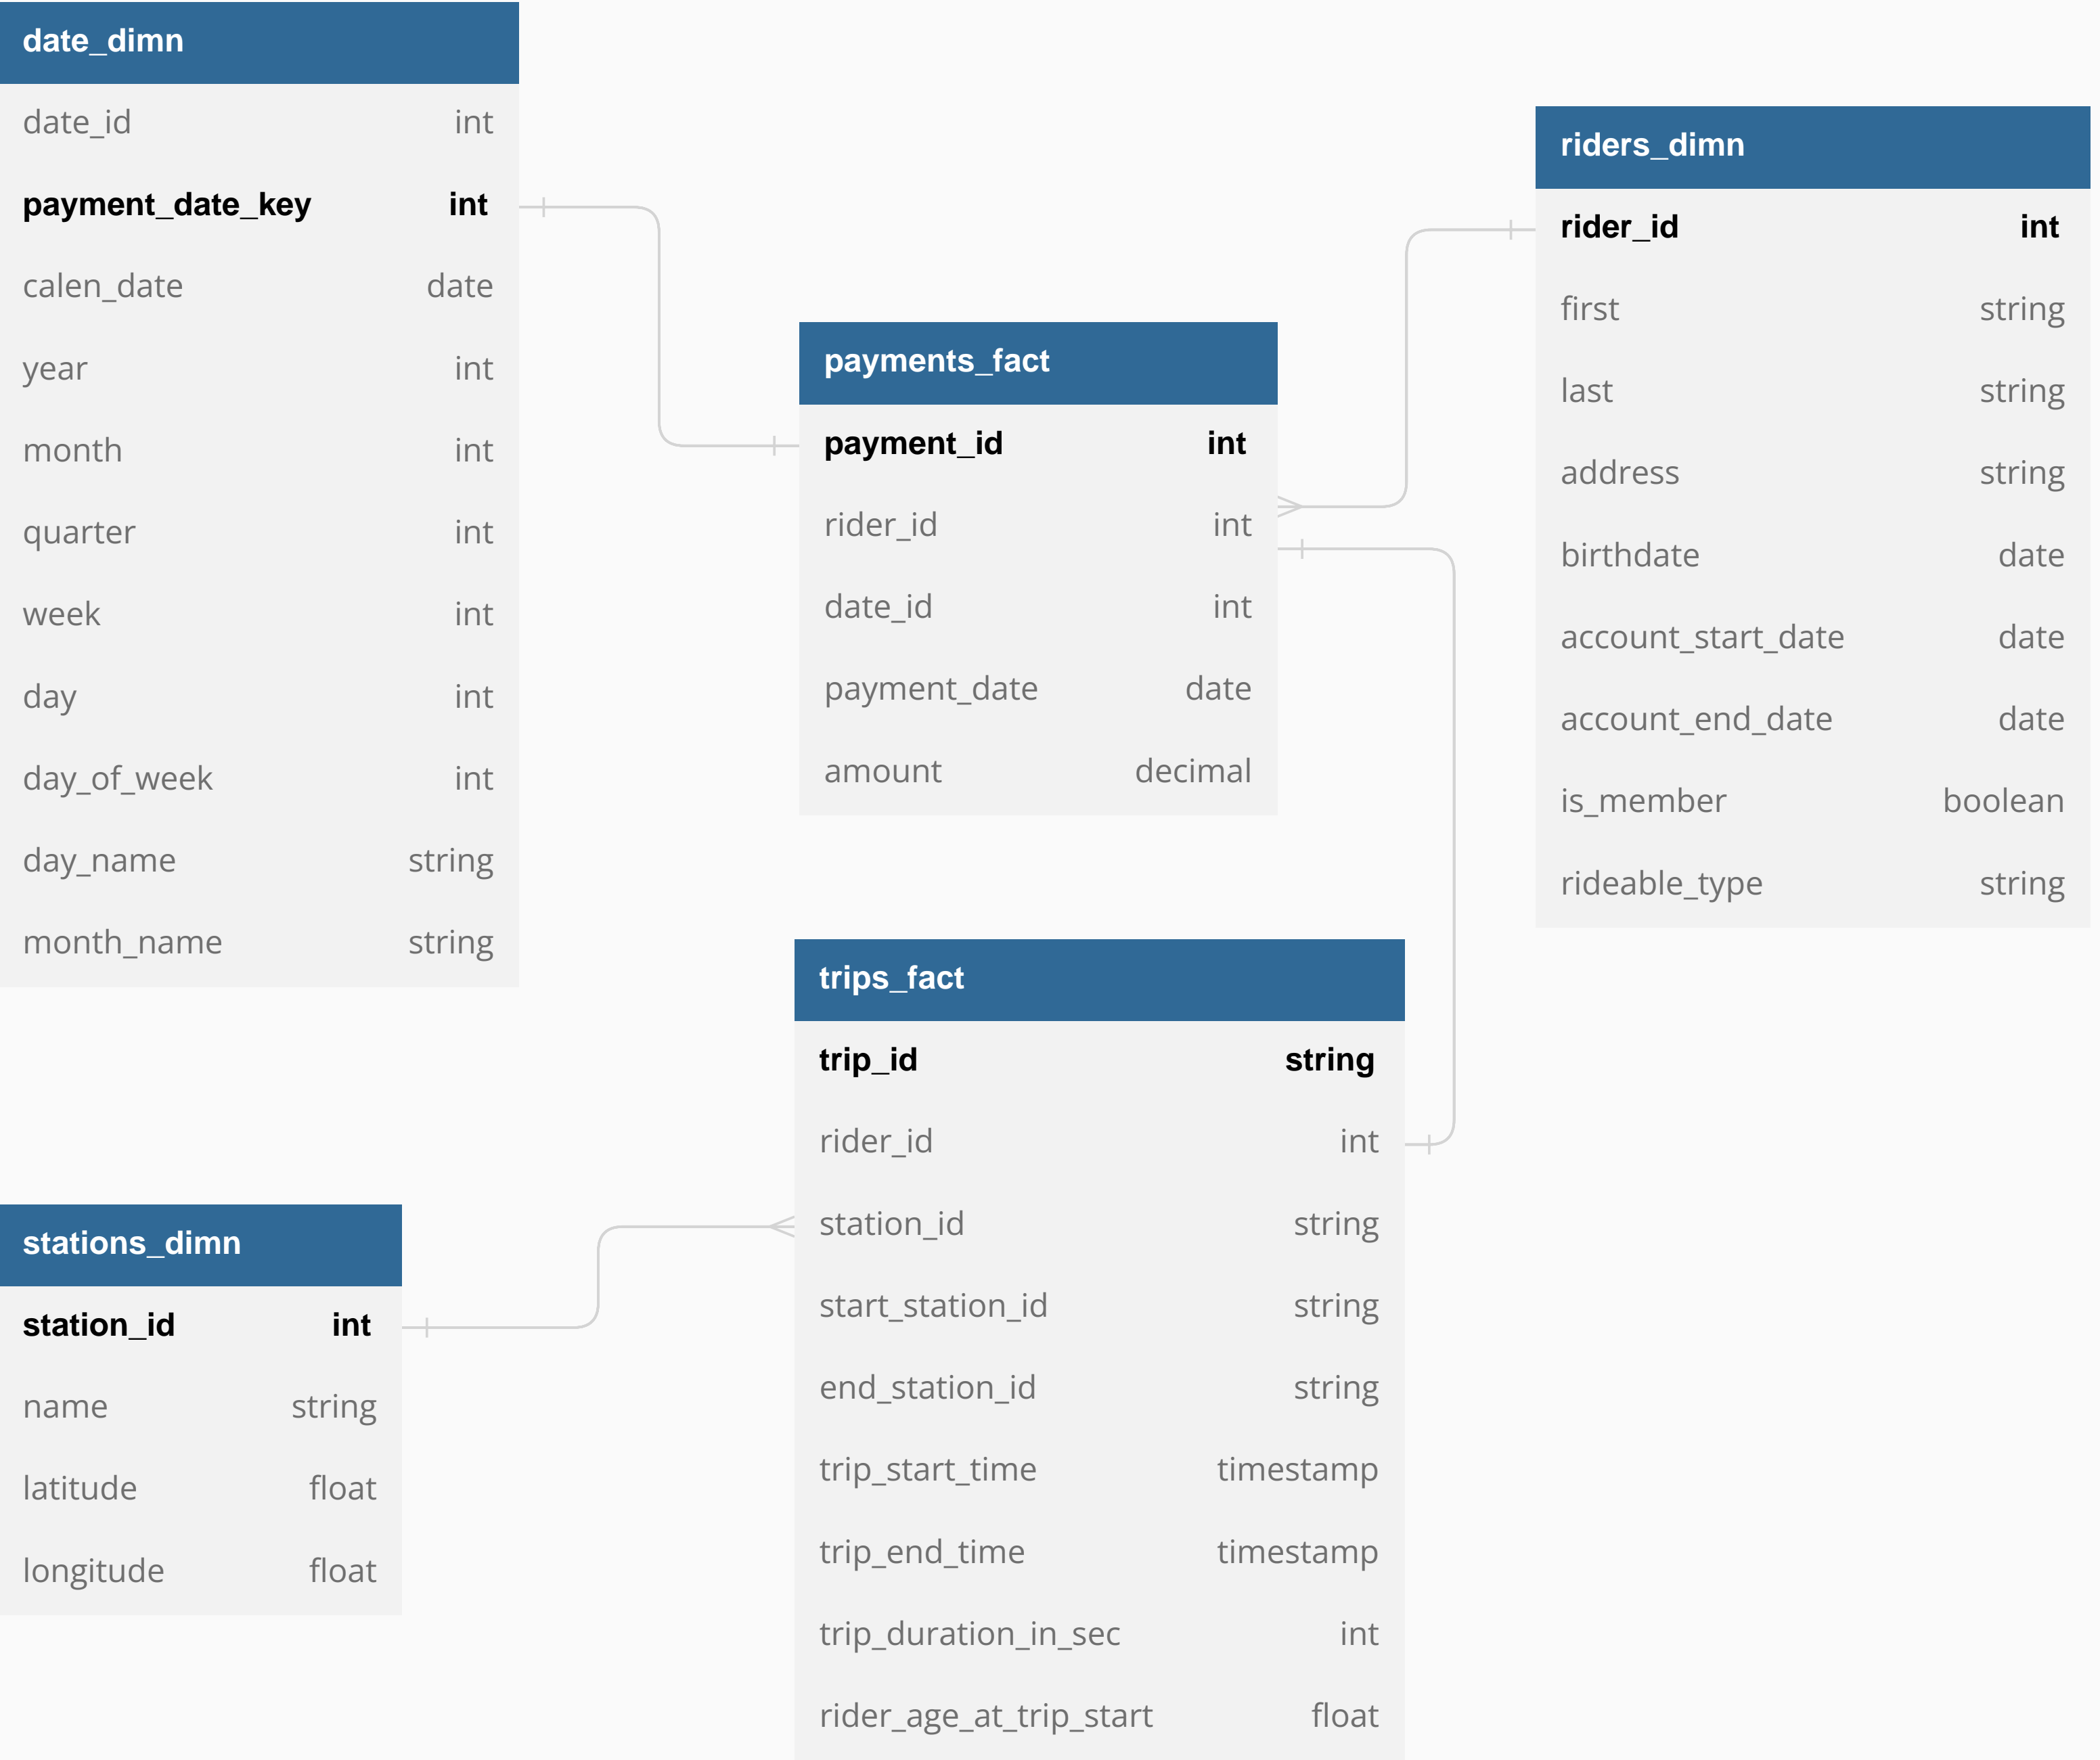 date_dimn
date_id int
payment_date_key int
calen_date date
year int
month int
quarter int
week int
day int
day_of_week int
day_name string
month_name string
payments_fact
payment_id int
rider_id int
date_id int
payment_date date
amount decimal
riders_dimn
rider_id int
first string
last string
address string
birthdate date
account_start_date date
account_end_date date
is_member boolean
rideable_type string
trips_fact
trip_id string
rider_id int
station_id string
start_station_id string
end_station_id string
trip_start_time timestamp
trip_end_time timestamp
trip_duration_in_sec int
rider_age_at_trip_start float
stations_dimn
station_id int
name string
latitude float
longitude float